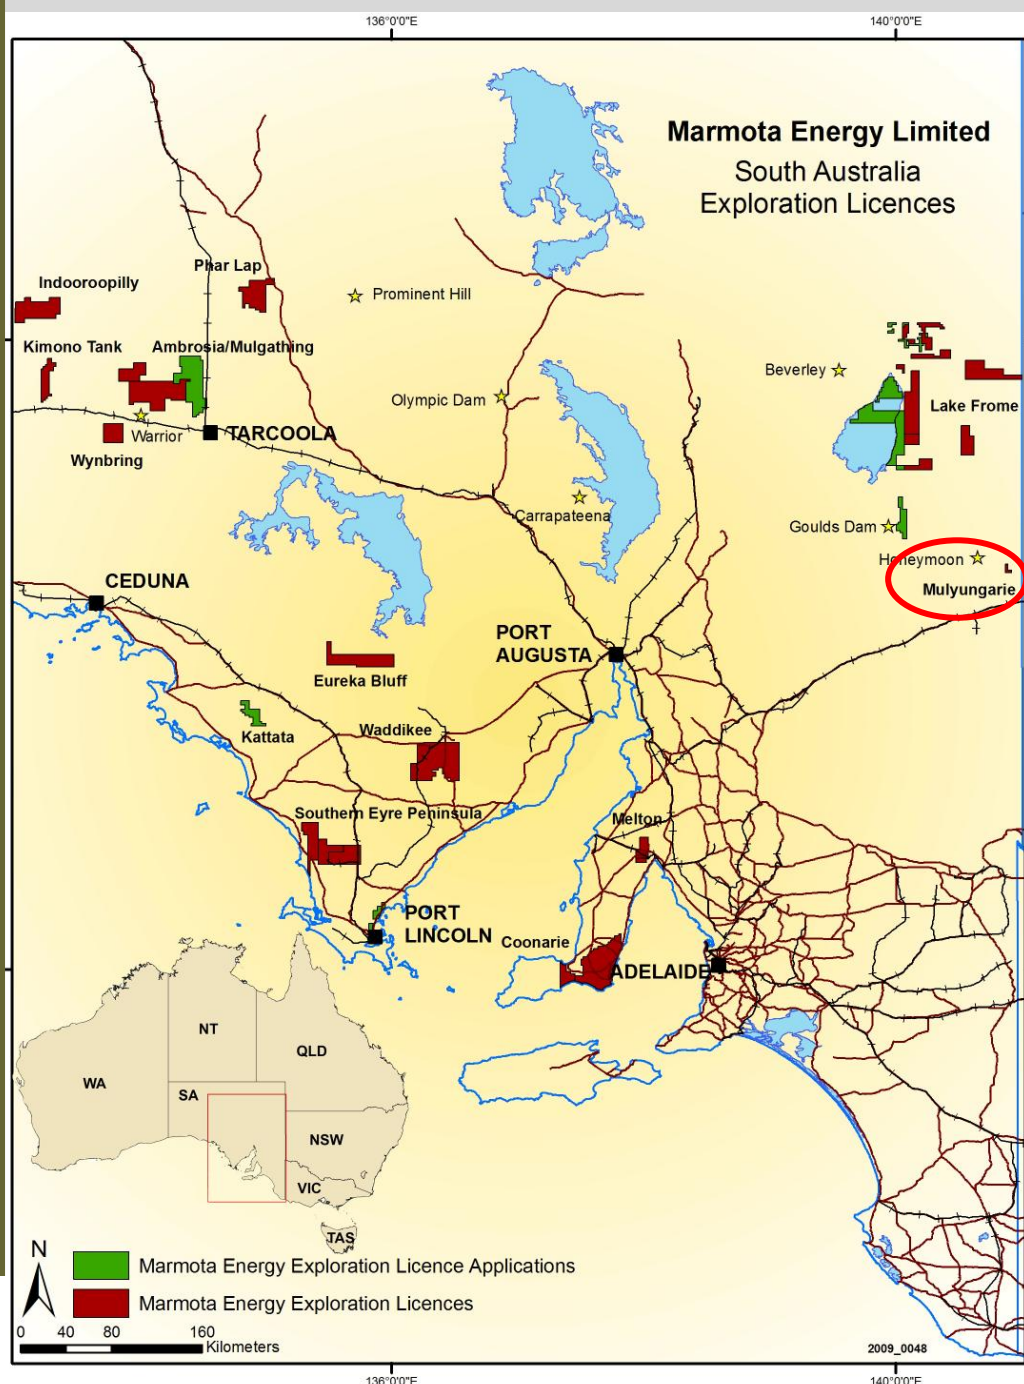 136°0'0"E
140°0'0"E
Marmota Energy Limited
South Australia
Exploration Licences
Phar Lap
Indooroopilly
Prominent Hill
Kimono Tank
Ambrosia/Mulgathing
Beverley
Olympic Dam
Lake Frome
Warrior
TARCOOLA
Wynbring
Carrapateena
Goulds Dam
Honeymoon
Mulyungarie
CEDUNA
PORT
AUGUSTA
Eureka Bluff
Kattata
Waddikee
Southern Eyre Peninsula
Melton
PORT
LINCOLN
Coonarie
ADELAIDE
NT
QLD
WA
SA
NSW
VIC
TAS
N
Marmota Energy Exploration Licence Applications
Marmota Energy Exploration Licences
0 40 80 160
Kilometers
2009_0048
136°0'0"E
140°0'0"E